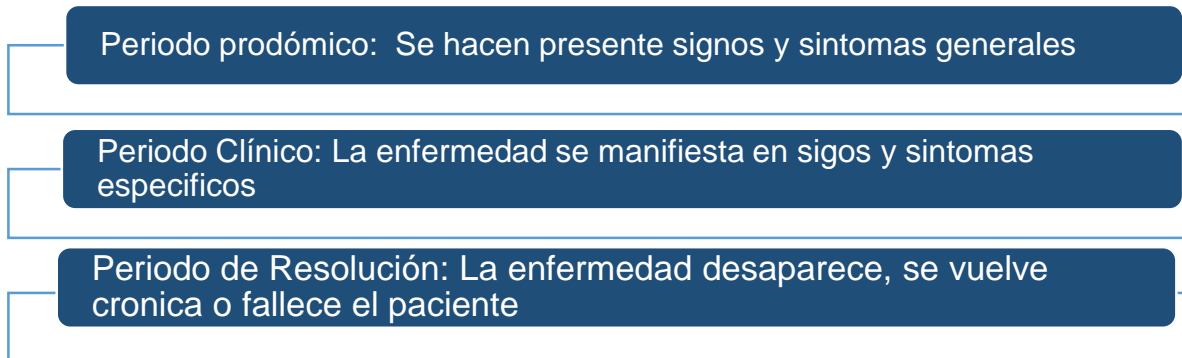 Periodo prodómico:  Se hacen presente signos y sintomas generales
Periodo Clínico: La enfermedad se manifiesta en sigos y sintomas
especificos
Periodo de Resolución: La enfermedad desaparece, se vuelve
cronica o fallece el paciente